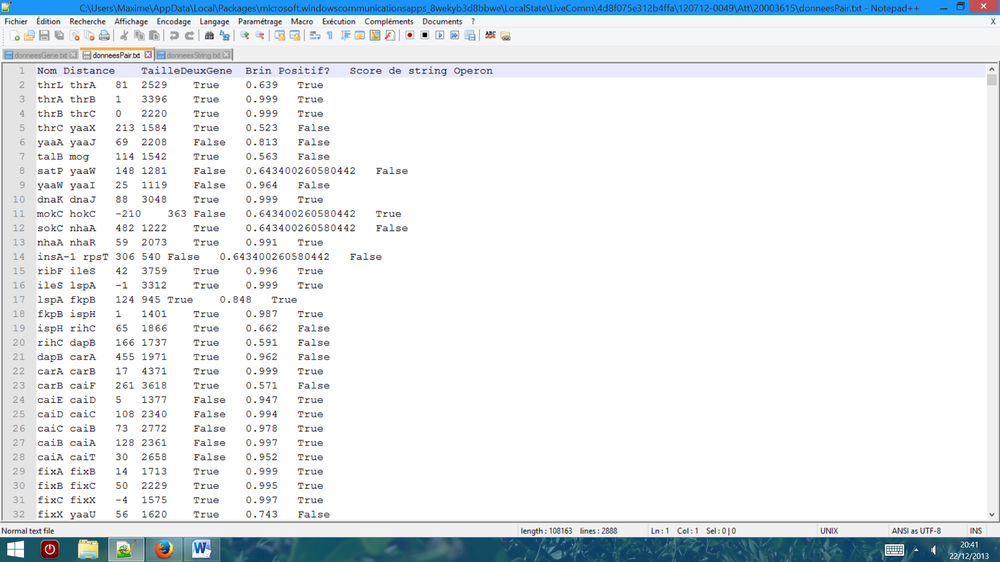 C:\Users\Maxime\AppData\Local\Packages\microsoft.windowscommunicationsapps_8wekyb3d8bbwe\LocalState\LiveComm\4d8f075e312b4ffa\120712-0049\Att\20003615\donneesPair.txt - Notepad++
Fichier Édition Recherche Affichage Encodage Langage Paramétrage Macro Exécution Compléments Documents ? X
donneesGene.txt donneesPair.txt donneesString.txt
1 Nom Distance TailleDeuxGene Brin Positif? Score de string Operon
2 thrL thrA 81 2529 True 0.639 True
3 thrA thrB 1 3396 True 0.999 True
4 thrB thrC 0 2220 True 0.999 True
5 thrC yaaX 213 1584 True 0.523 False
6 yaaA yaaJ 69 2208 False 0.813 False
7 talB mog 114 1542 True 0.563 False
8 satP yaaW 148 1281 False 0.643400260580442 False
9 yaaW yaaI 25 1119 False 0.964 False
10 dnaK dnaJ 88 3048 True 0.999 True
11 mokC hokC -210 363 False 0.643400260580442 True
12 sokC nhaA 482 1222 True 0.643400260580442 False
13 nhaA nhaR 59 2073 True 0.991 True
14 insA-1 rpsT 306 540 False 0.643400260580442 False
15 ribF ileS 42 3759 True 0.996 True
16 ileS lspA -1 3312 True 0.999 True
17 lspA fkpB 124 945 True 0.848 True
18 fkpB ispH 1 1401 True 0.987 True
19 ispH rihC 65 1866 True 0.662 False
20 rihC dapB 166 1737 True 0.591 False
21 dapB carA 455 1971 True 0.962 False
22 carA carB 17 4371 True 0.999 True
23 carB caiF 261 3618 True 0.571 False
24 caiE caiD 5 1377 False 0.947 True
25 caiD caiC 108 2340 False 0.994 True
26 caiC caiB 73 2772 False 0.978 True
27 caiB caiA 128 2361 False 0.997 True
28 caiA caiT 30 2658 False 0.952 True
29 fixA fixB 14 1713 True 0.999 True
30 fixB fixC 50 2229 True 0.995 True
31 fixC fixX -4 1575 True 0.997 True
32 fixX yaaU 56 1620 True 0.743 False
Normal text file length : 108163 lines : 2888 Ln : 1 Col : 1 Sel : 0 | 0 UNIX ANSI as UTF-8 INS
20:41
22/12/2013